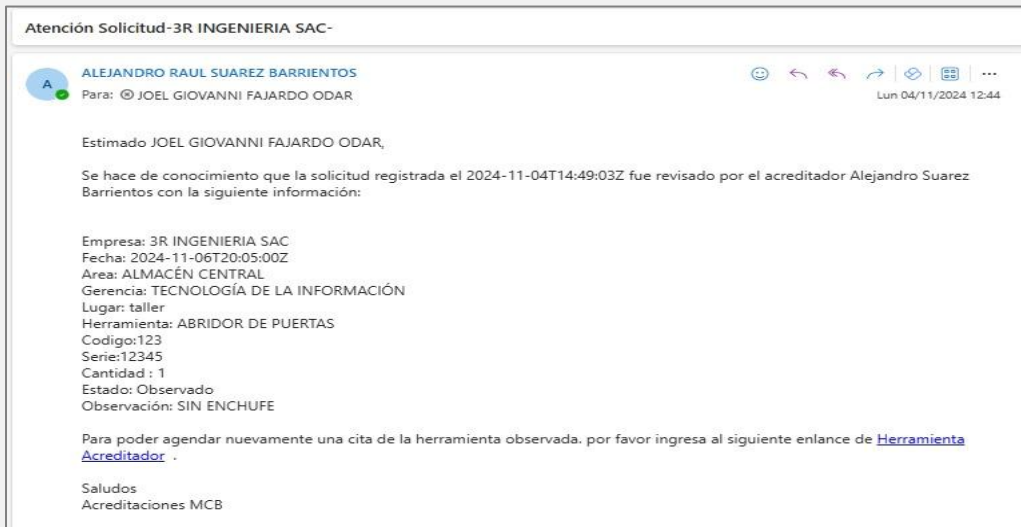 Atención Solicitud-3R INGENIERIA SAC-
A
ALEJANDRO RAUL SUAREZ BARRIENTOS
Para: JOEL GIOVANNI FAJARDO ODAR
Lun 04/11/2024 12:44
Estimado JOEL GIOVANNI FAJARDO ODAR,
Se hace de conocimiento que la solicitud registrada el 2024-11-04T14:49:03Z fue revisado por el acreditador Alejandro Suarez
Barrientos con la siguiente información:
Empresa: 3R INGENIERIA SAC
Fecha: 2024-11-06T20:05:00Z
Area: ALMACÉN CENTRAL
Gerencia: TECNOLOGÍA DE LA INFORMACIÓN
Lugar: taller
Herramienta: ABRIDOR DE PUERTAS
Codigo:123
Serie:12345
Cantidad : 1
Estado: Observado
Observación: SIN ENCHUFE
Para poder agendar nuevamente una cita de la herramienta observada. por favor ingresa al siguiente enlance de Herramienta
Acreditador .
Saludos
Acreditaciones MCB